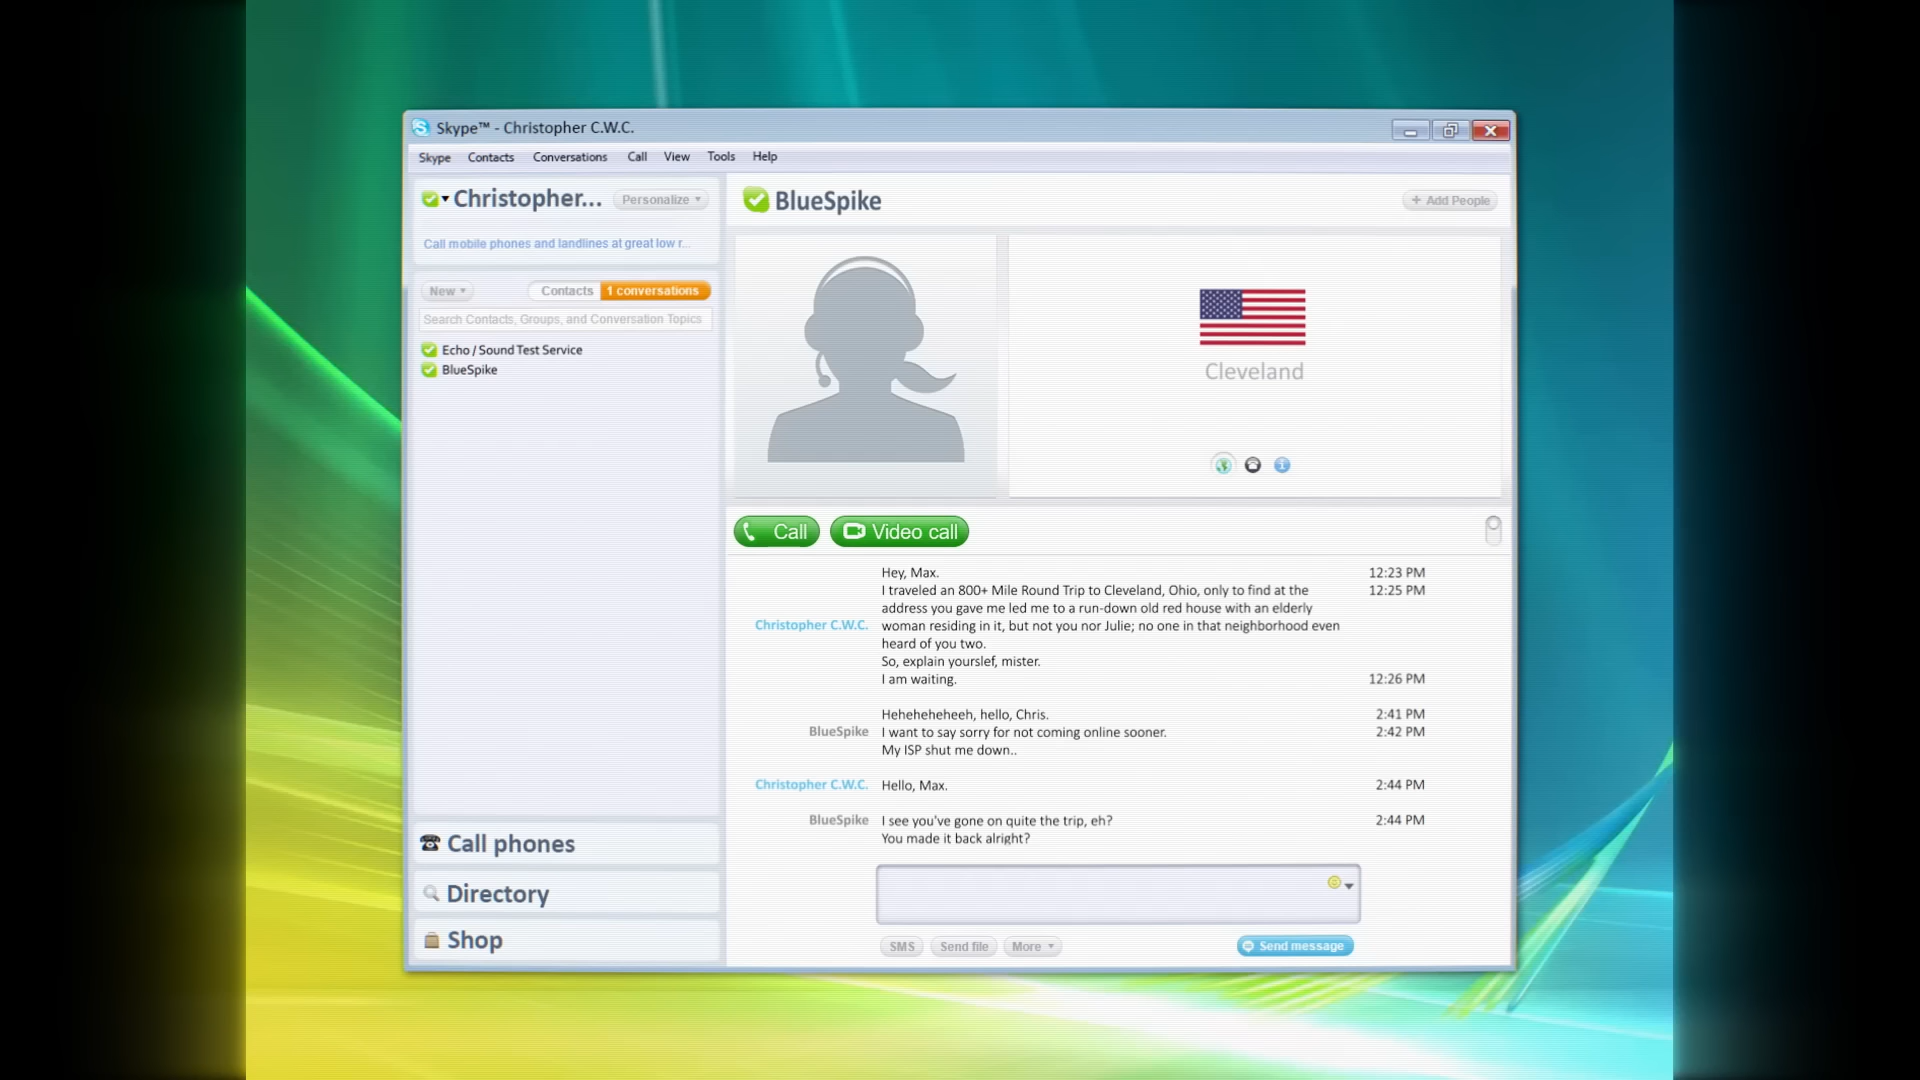 Skype™ - Christopher C.W.C.
Skype Contacts Conversations Call View Tools Help
Christopher... Personalize
Call mobile phones and landlines at great low r...
New Contacts 1 conversations
Search Contacts, Groups, and Conversation Topics
Echo / Sound Test Service
BlueSpike
Call phones
Directory
Shop
BlueSpike
+ Add People
Cleveland
Call Video call
Hey, Max. 12:23 PM
I traveled an 800+ Mile Round Trip to Cleveland, Ohio, only to find at the 12:25 PM
address you gave me led me to a run-down old red house with an elderly
Christopher C.W.C. woman residing in it, but not you nor Julie; no one in that neighborhood even
heard of you two.
So, explain yourslef, mister.
I am waiting. 12:26 PM
Heheheheheeh, hello, Chris. 2:41 PM
BlueSpike I want to say sorry for not coming online sooner. 2:42 PM
My ISP shut me down..
Christopher C.W.C. Hello, Max. 2:44 PM
BlueSpike I see you've gone on quite the trip, eh? 2:44 PM
You made it back alright?
SMS Send file More Send message